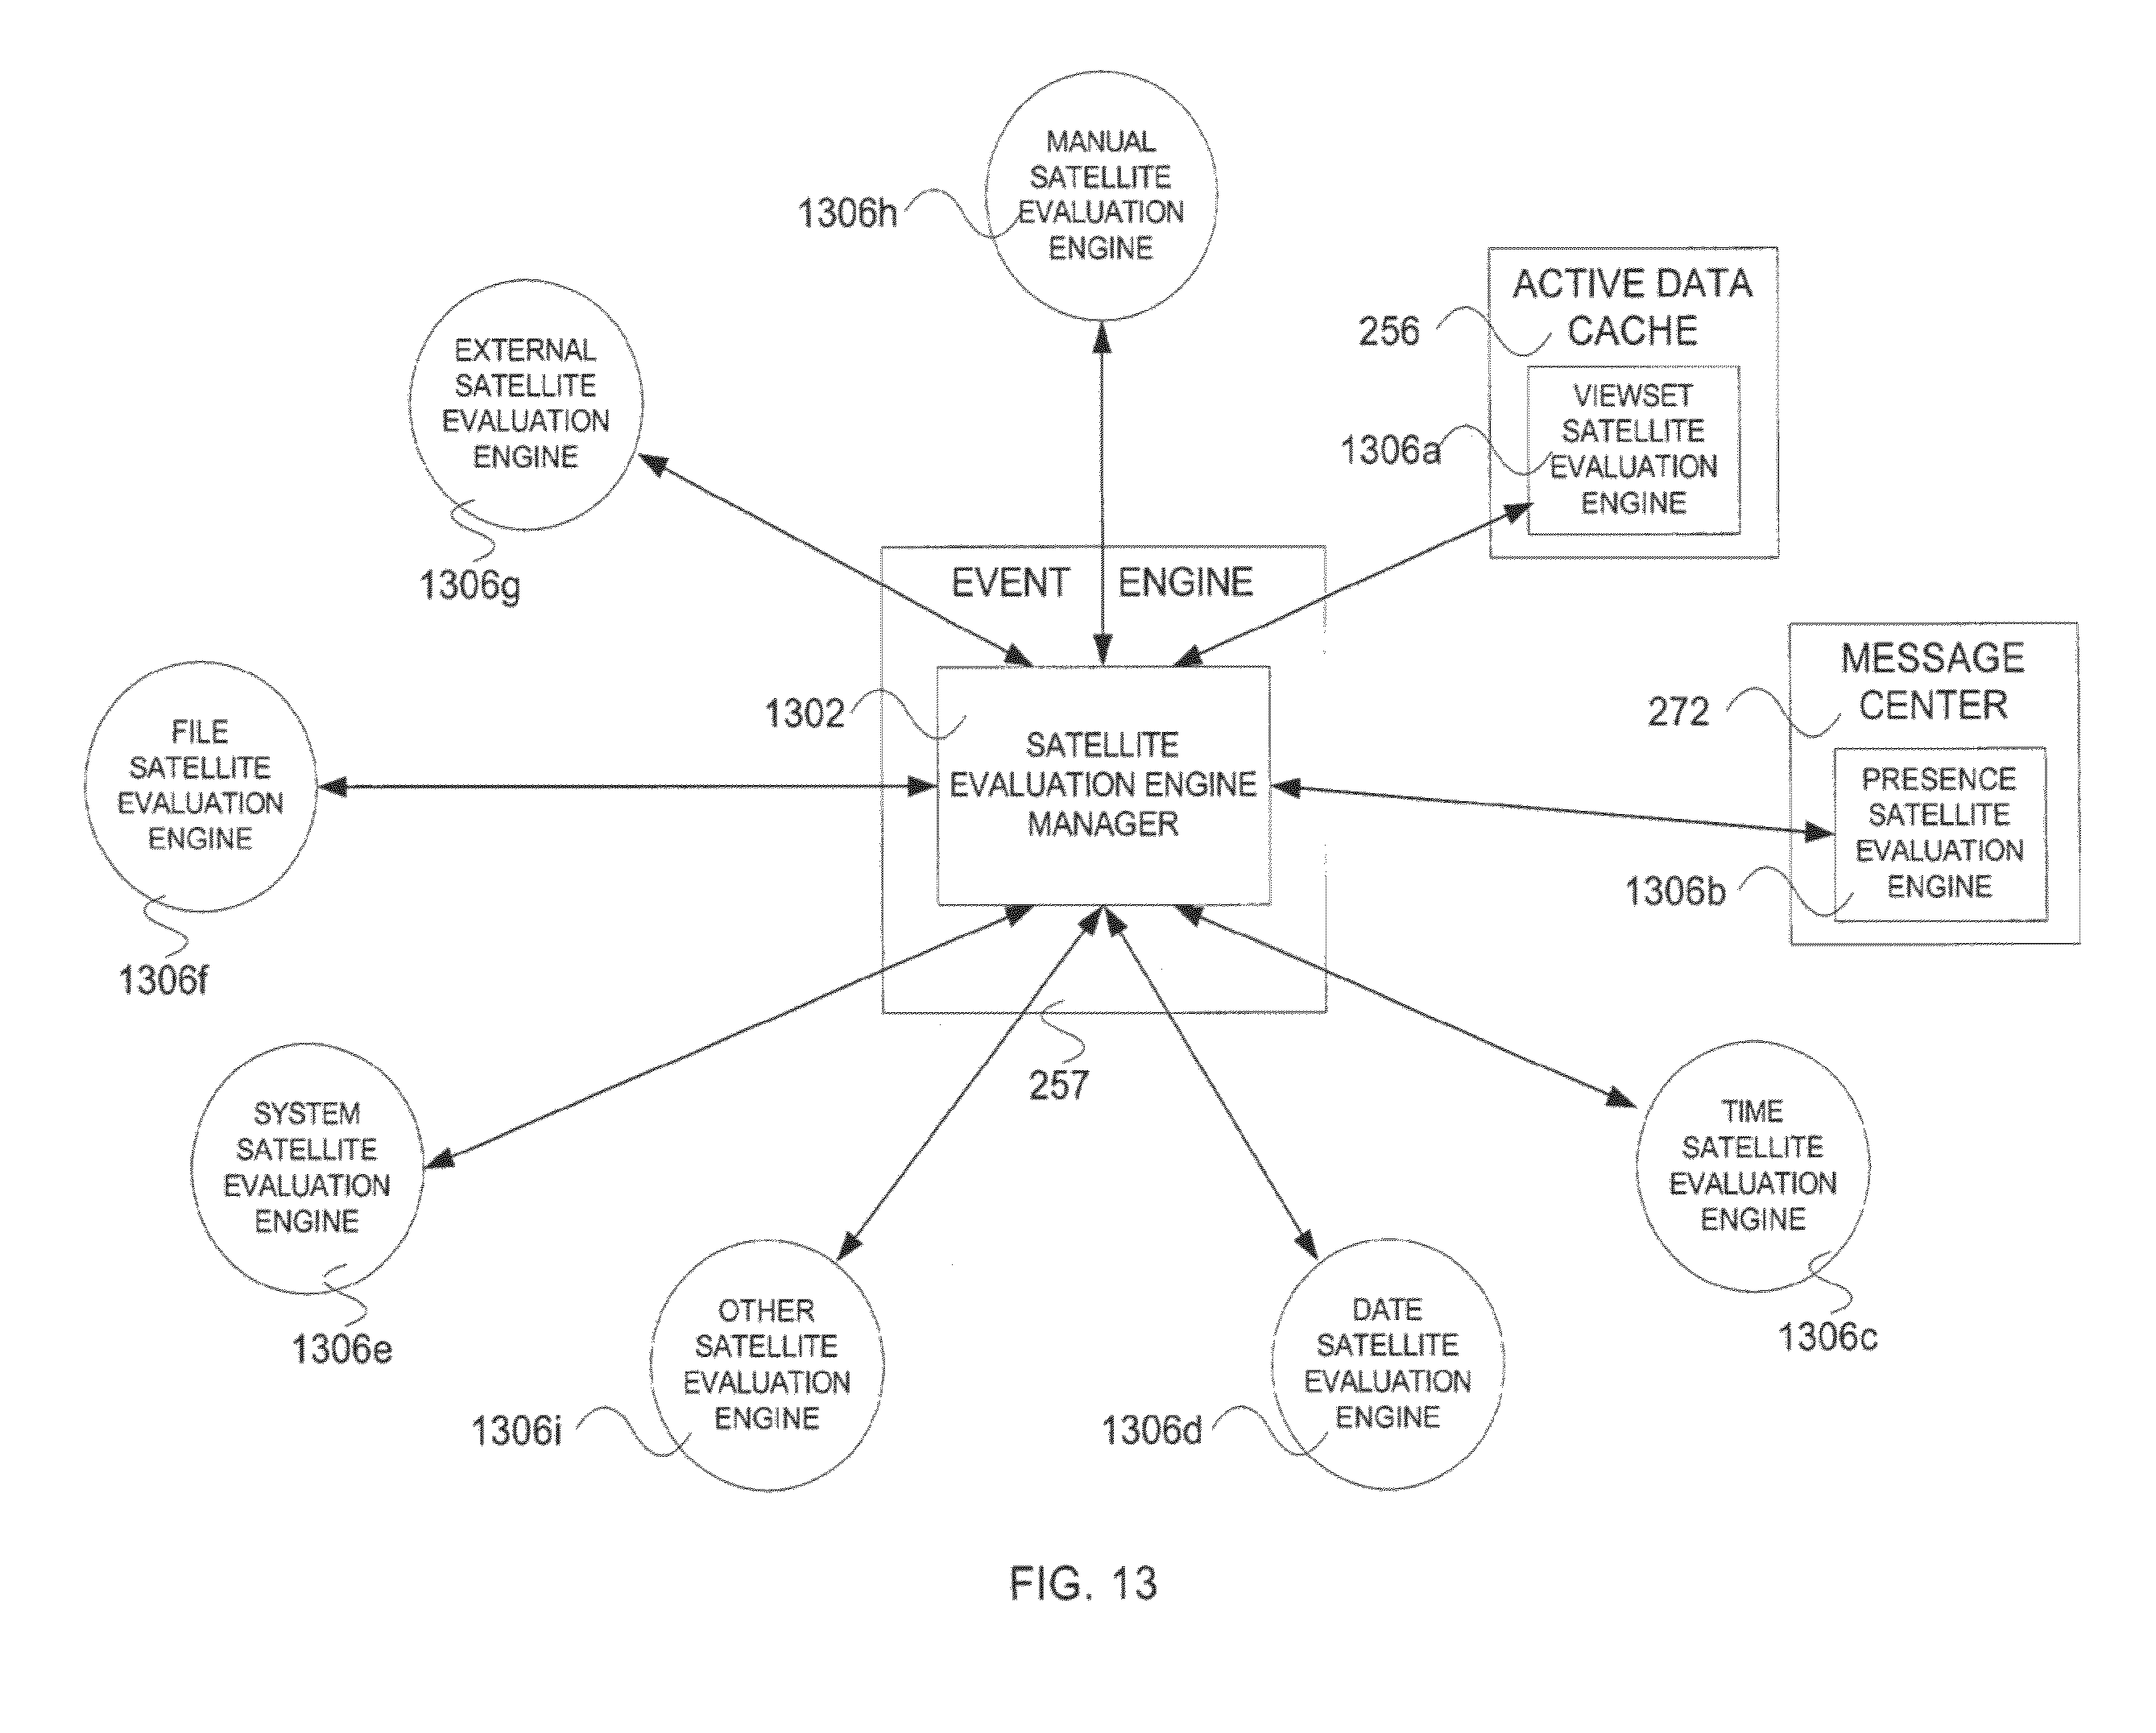 MANUAL
SATELLITE
EVALUATION
ENGINE
1306h
ACTIVE DATA
CACHE
256
VIEWSET
SATELLITE
EVALUATION
ENGINE
1306a
EXTERNAL
SATELLITE
EVALUATION
ENGINE
1306g
EVENT ENGINE
MESSAGE
CENTER
272
PRESENCE
SATELLITE
EVALUATION
ENGINE
1306b
1302
SATELLITE
EVALUATION ENGINE
MANAGER
FILE
SATELLITE
EVALUATION
ENGINE
1306f
257
SYSTEM
SATELLITE
EVALUATION
ENGINE
1306e
TIME
SATELLITE
EVALUATION
ENGINE
1306c
OTHER
SATELLITE
EVALUATION
ENGINE
1306i
DATE
SATELLITE
EVALUATION
ENGINE
1306d
FIG. 13